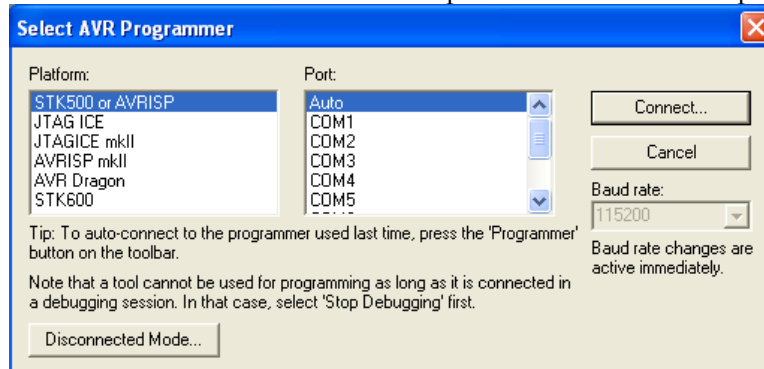 Select AVR Programmer
Platform:
Port:
STK500 or AVRISP
JTAG ICE
JTAGICE mkII
AVRISP mkII
AVR Dragon
STK600
Auto
COM1
COM2
COM3
COM4
COM5
Connect...
Cancel
Baud rate:
115200
Baud rate changes are
active immediately.
Tip: To auto-connect to the programmer used last time, press the 'Programmer'
button on the toolbar.
Note that a tool cannot be used for programming as long as it is connected in
a debugging session. In that case, select 'Stop Debugging' first.
Disconnected Mode...